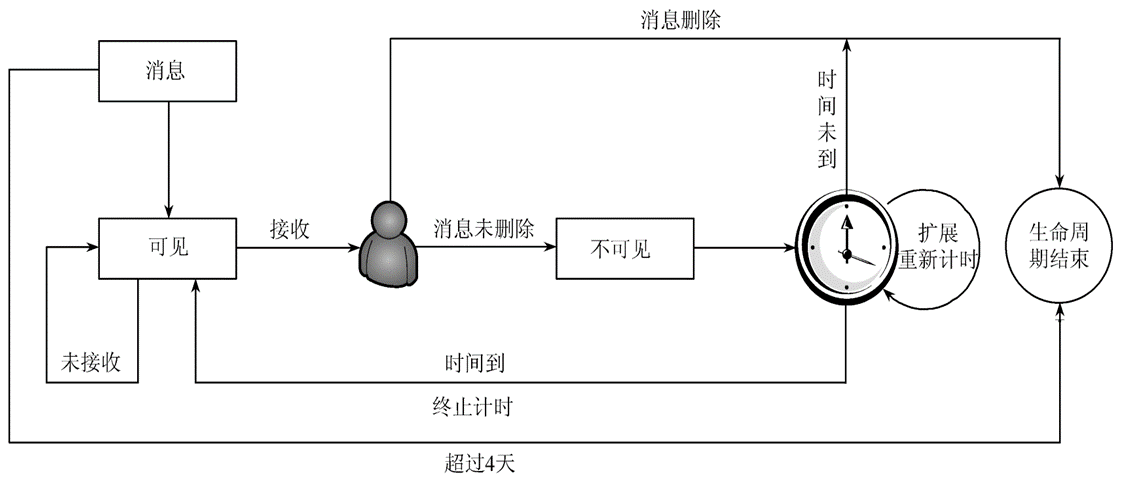 消息删除
消息
时间未到
可见
接收
消息未删除
不可见
扩展
重新计时
生命周
期结束
未接收
时间到
终止计时
超过4天